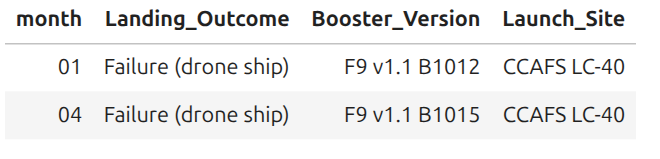 month Landing_Outcome Booster_Version Launch_Site
01 Failure (drone ship) F9 v1.1 B1012 CCAFS LC-40
04 Failure (drone ship) F9 v1.1 B1015 CCAFS LC-40